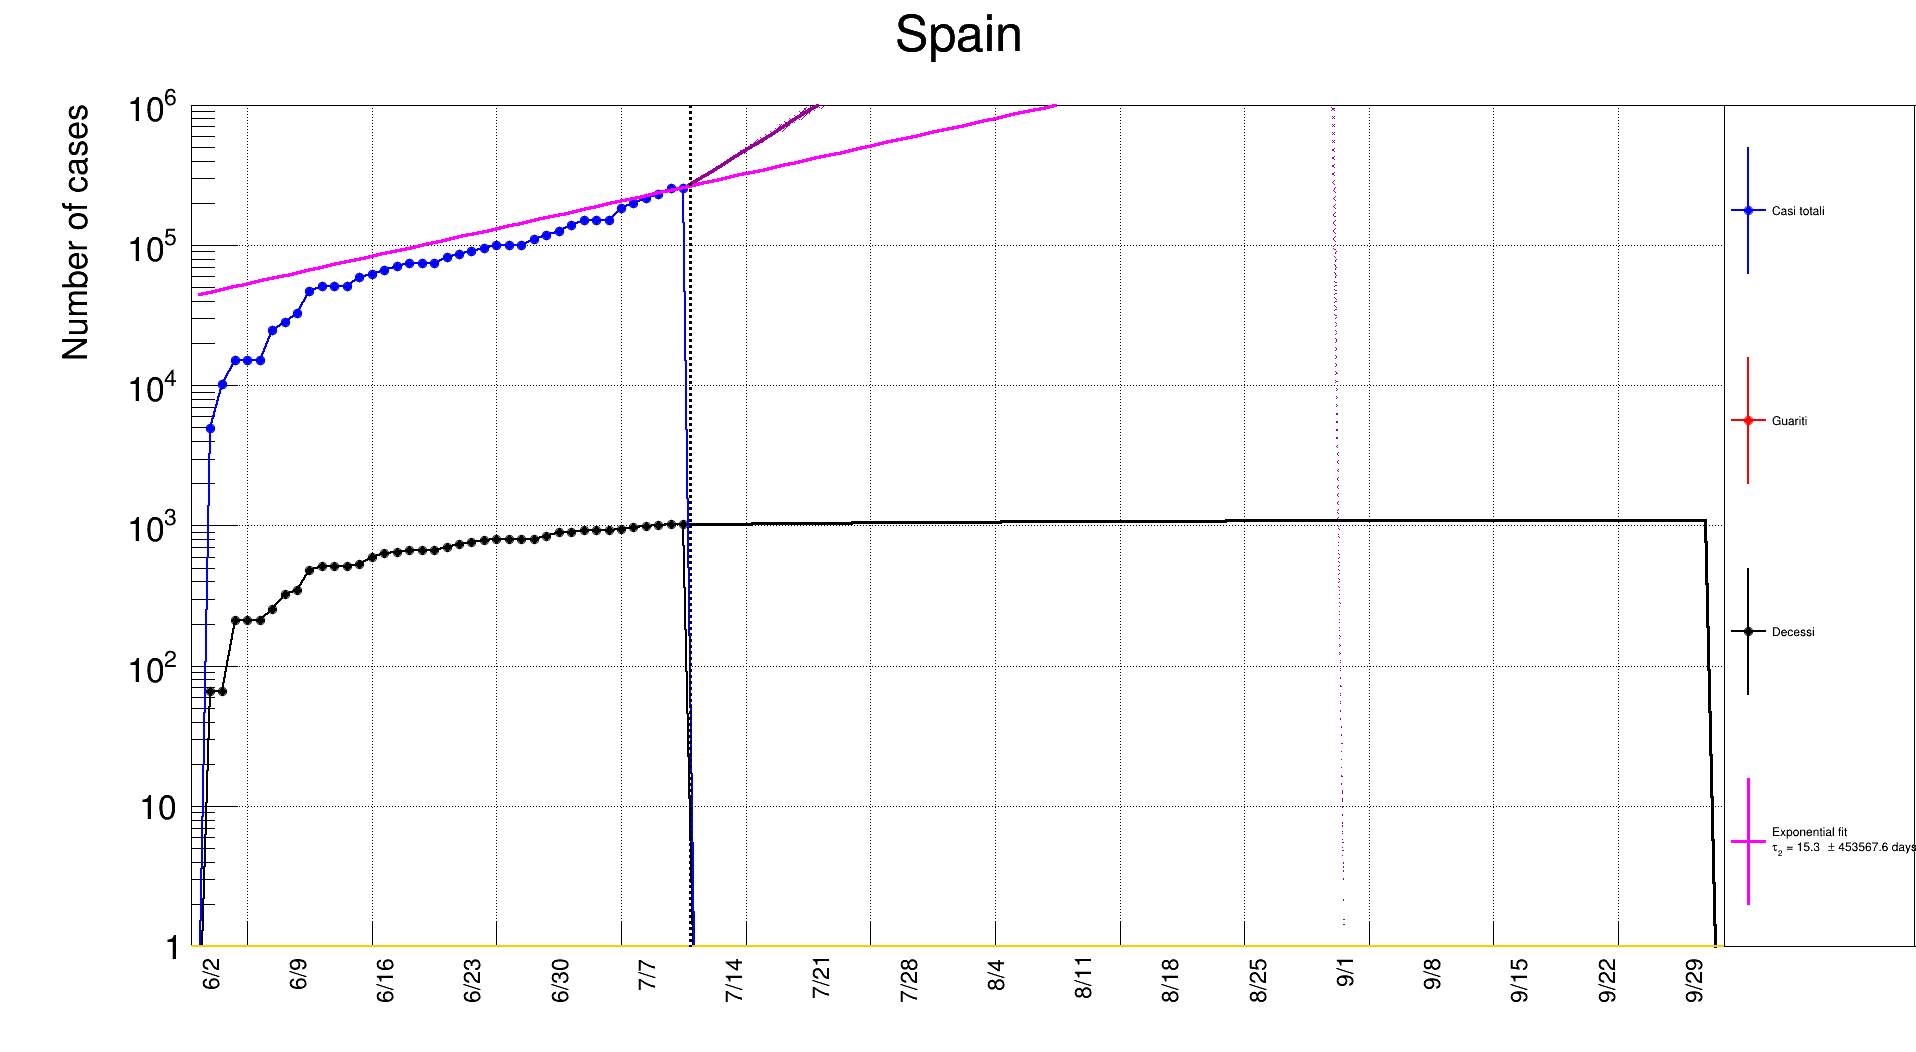 Spain
Number of cases
10^6
10^5
10^4
10^3
10^2
10
1
6/2 6/9 6/16 6/23 6/30 7/7 7/14 7/21 7/28 8/4 8/11 8/18 8/25 9/1 9/8 9/15 9/22 9/29
Casi totali
Guariti
Decessi
Exponential fit
τ₂ = 15.3 ± 453567.6 days